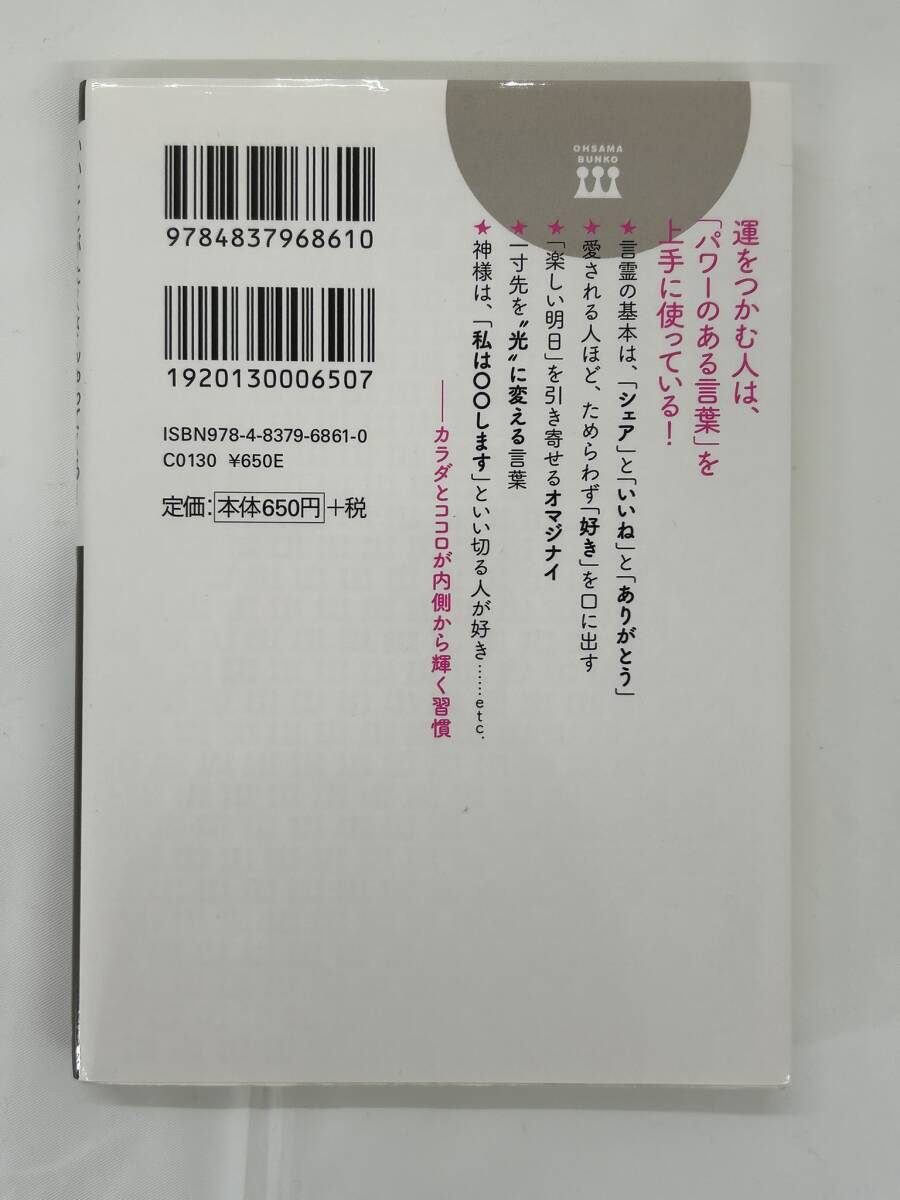 OHSAMA
BUNKO
運をつかむ人は、
「パワーのある言葉」を
上手に使っている!
★言霊の基本は、「シェア」と「いいね」と「ありがとう」
★愛される人ほど、ためらわず「好き」を口に出す
★「楽しい明日」を引き寄せるオマジナイ
★一寸先を〝光〟に変える言葉
★神様は、「私は〇〇します」といい切る人が好き……etc.
——カラダとココロが内側から輝く習慣
9784837968610
1920130006507
ISBN978-4-8379-6861-0
C0130 ¥650E
定価:本体650円+税